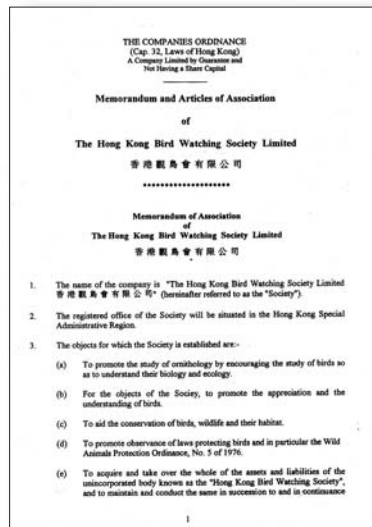 THE COMPANIES ORDINANCE
(Cap. 32, Laws of Hong Kong)
A Company Limited by Guarantee and
Not Having a Share Capital
Memorandum and Articles of Association
of
The Hong Kong Bird Watching Society Limited
香港觀鳥會有限公司
********************
Memorandum of Association
of
The Hong Kong Bird Watching Society Limited
香港觀鳥會有限公司
1. The name of the company is "The Hong Kong Bird Watching Society Limited
香港觀鳥會有限公司" (hereinafter referred to as the "Society").
2. The registered office of the Society will be situated in the Hong Kong Special
Administrative Region.
3. The objects for which the Society is established are:-
(a) To promote the study of ornithology by encouraging the study of birds so
as to understand their biology and ecology.
(b) For the objects of the Society, to promote the appreciation and the
understanding of birds.
(c) To aid the conservation of birds, wildlife and their habitat.
(d) To promote observance of laws protecting birds and in particular the Wild
Animals Protection Ordinance, No. 5 of 1976.
(e) To acquire and take over the whole of the assets and liabilities of the
unincorporated body known as the "Hong Kong Bird Watching Society",
and to maintain and conduct the same in succession to and in continuance
1